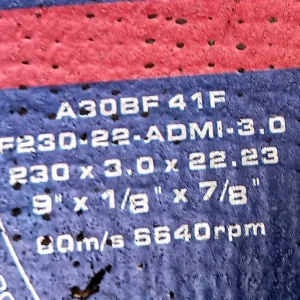 A30BF 41F
F230-22-ADMI-3.0
230 x 3.0 x 22.23
9" x 1/8" x 7/8"
80m/s 6640rpm